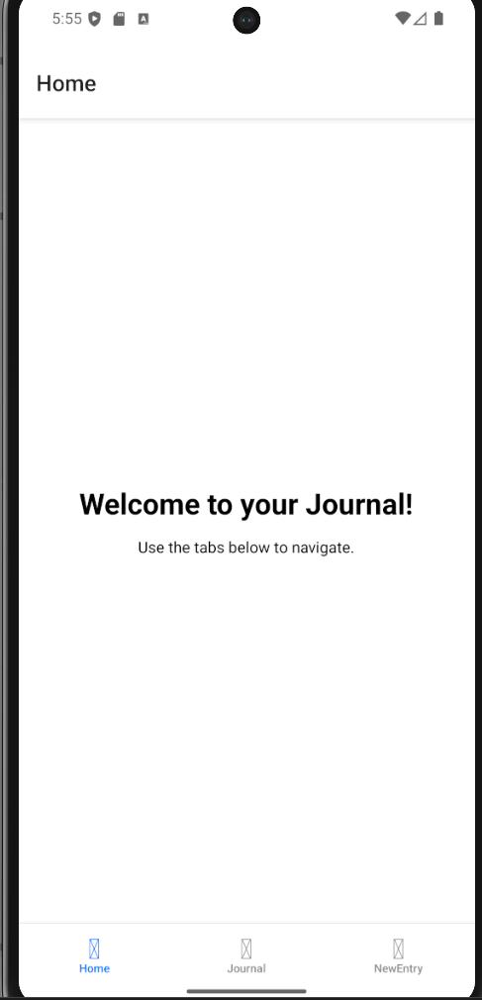 5:55
Home
Welcome to your Journal!
Use the tabs below to navigate.
Home
Journal
NewEntry